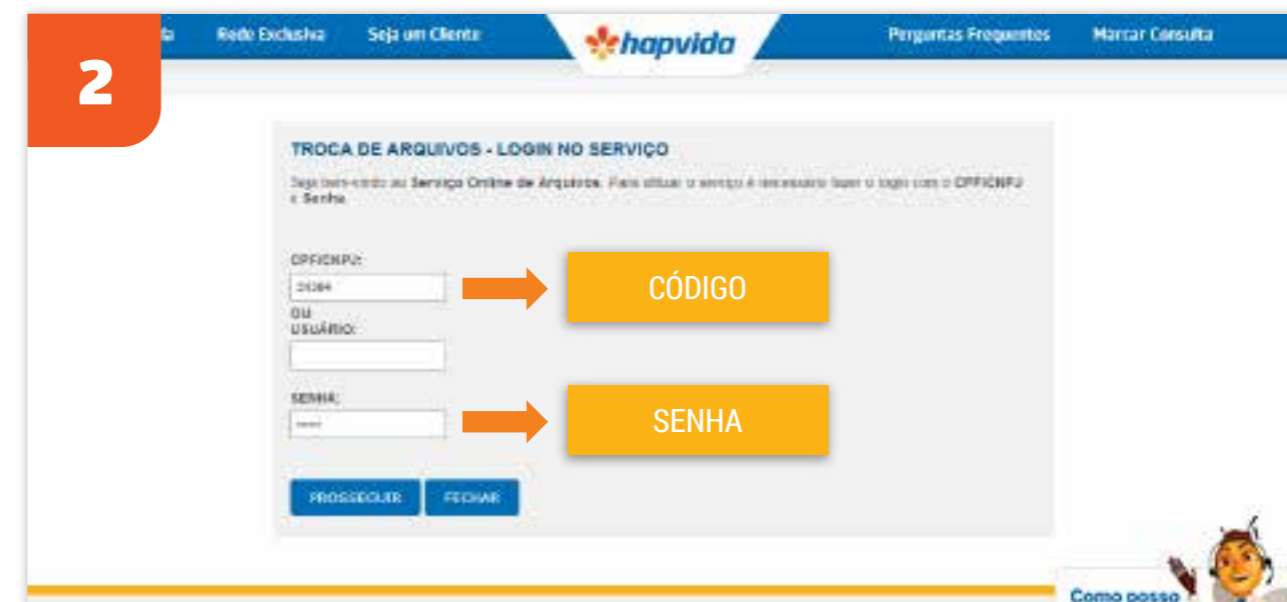 Rede Exclusiva Seja um Cliente hapvida Perguntas Frequentes Marcar Consulta
2
TROCA DE ARQUIVOS - LOGIN NO SERVIÇO
Seja bem-vindo ao Serviço Online de Arquivos. Para utilizar o serviço é necessário fazer o login com o CPF/CNPJ
e Senha.
CPF/CNPJ:
CÓDIGO
OU
USUÁRIO:
SENHA:
SENHA
PROSSEGUIR FECHAR
Como posso